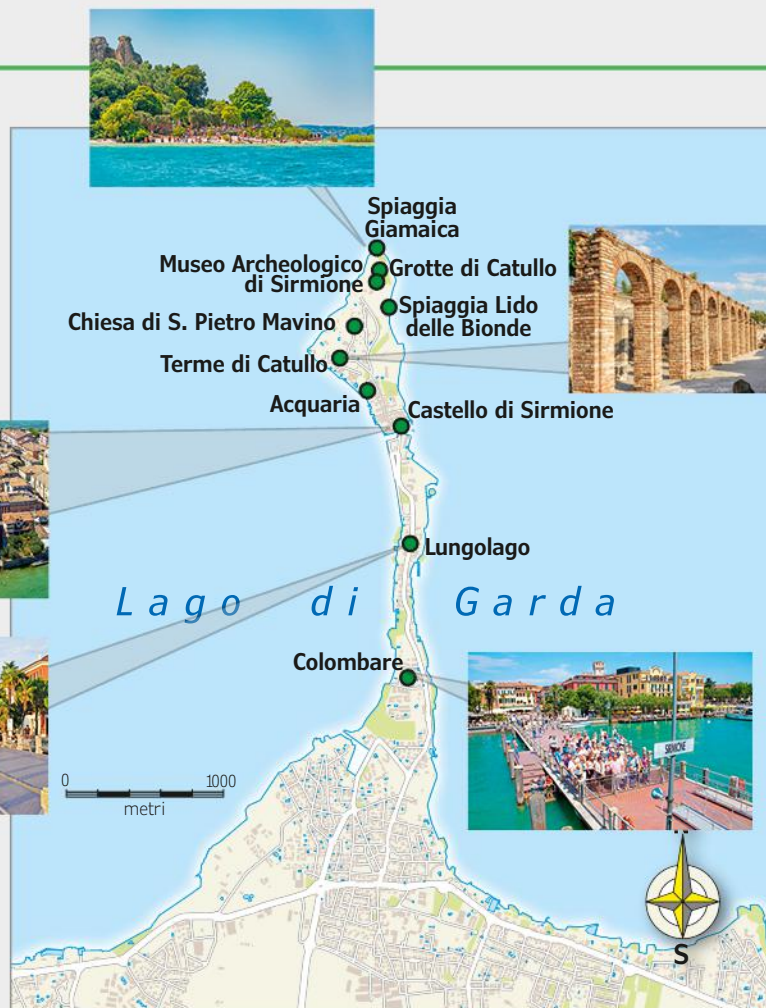 Spiaggia
Giamaica
Museo Archeologico
di Sirmione
Grotte di Catullo
Spiaggia Lido
delle Bionde
Chiesa di S. Pietro Mavino
Terme di Catullo
Acquaria
Castello di Sirmione
Lungolago
Lago di Garda
Colombare
SIRMIONE
0 1000
metri
S